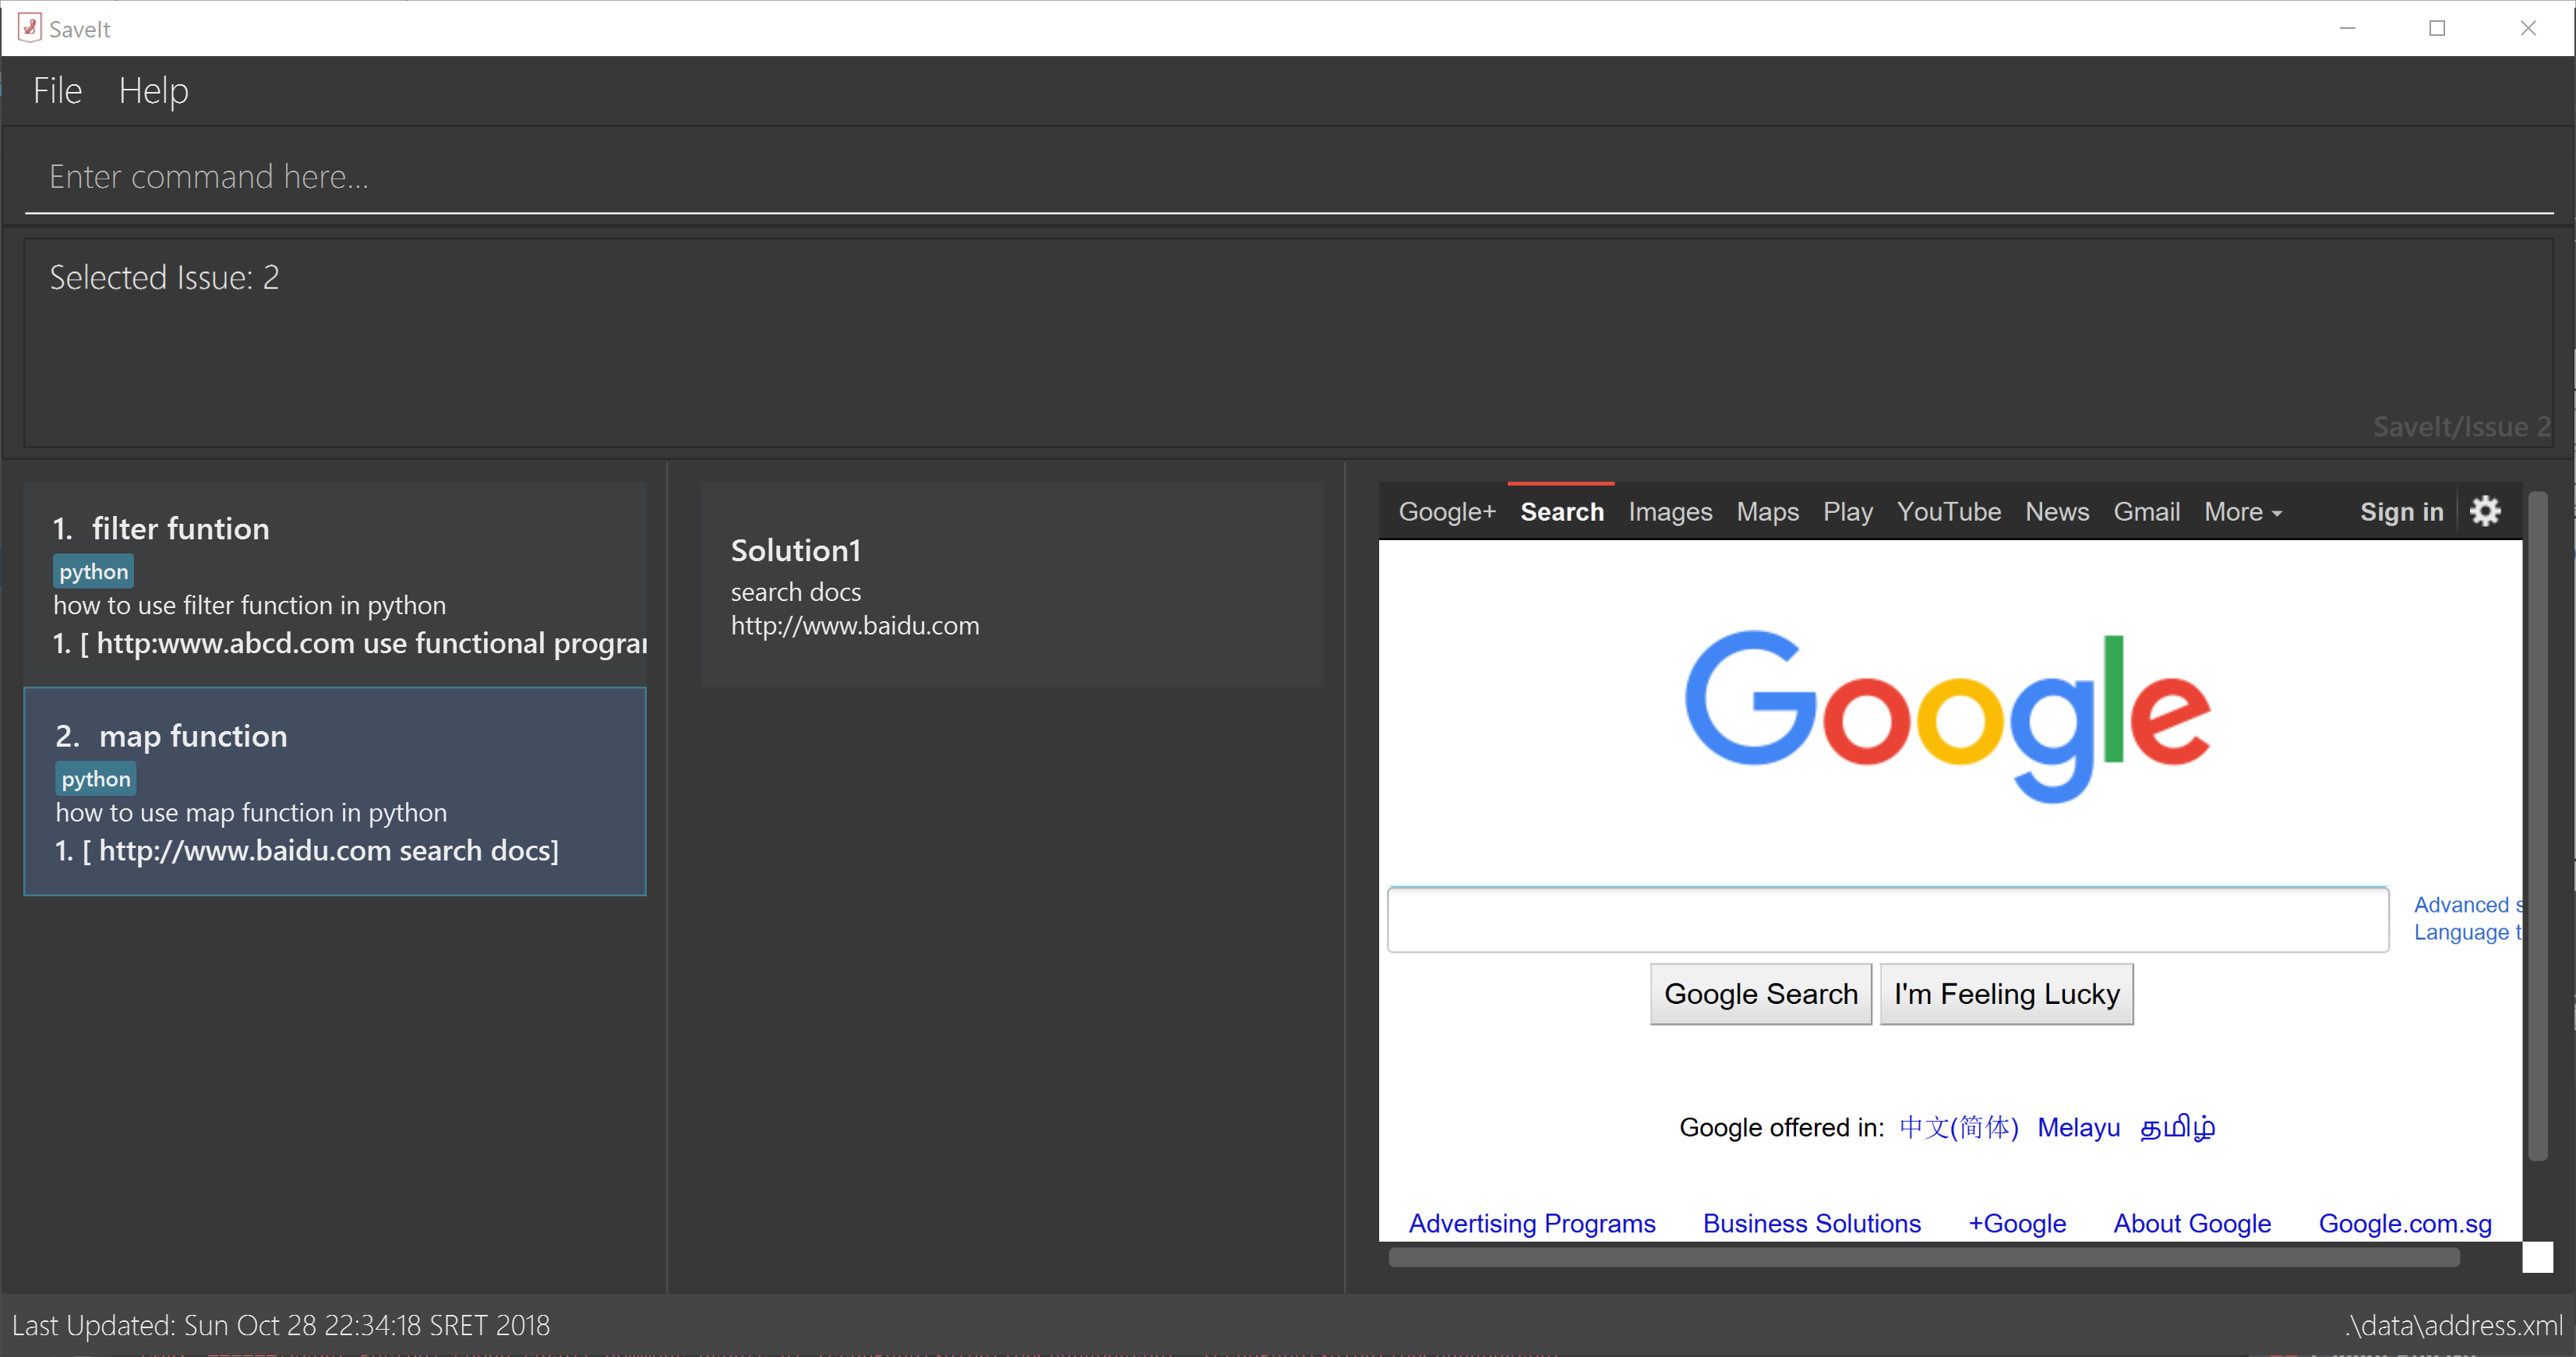 SaveIt
File Help
Enter command here...
Selected Issue: 2
SaveIt/Issue 2
1. filter funtion
python
how to use filter function in python
1. [ http:www.abcd.com use functional progra
2. map function
python
how to use map function in python
1. [ http://www.baidu.com search docs]
Solution1
search docs
http://www.baidu.com
Google+ Search Images Maps Play YouTube News Gmail More Sign in
Google
Advanced s
Language t
Google Search I'm Feeling Lucky
Google offered in: 中文(简体) Melayu தமிழ்
Advertising Programs Business Solutions +Google About Google Google.com.sg
Last Updated: Sun Oct 28 22:34:18 SRET 2018 .\data\address.xml